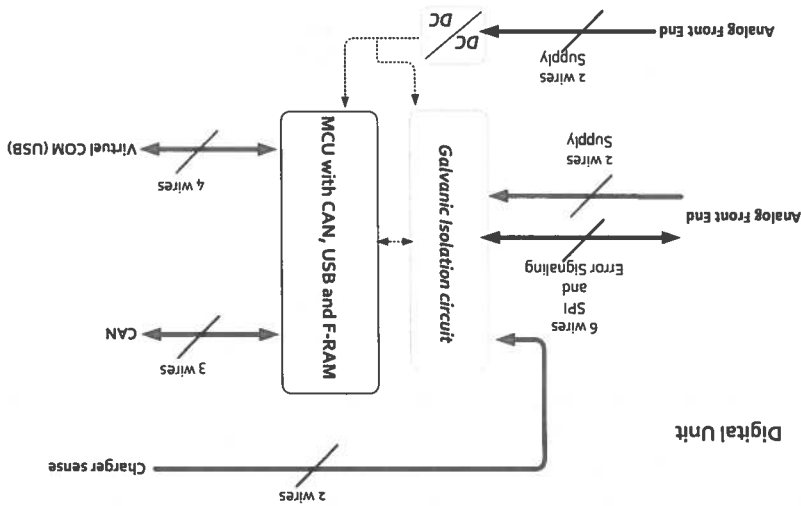 Digital Unit
2 wires
Charger sense
6 wires
SPI
and
Error Signaling
Analog Front End
2 wires
Supply
Galvanic Isolation circuit
MCU with CAN, USB and F-RAM
3 wires
CAN
4 wires
Virtuel COM (USB)
2 wires
Supply
Analog Front End
DC
DC